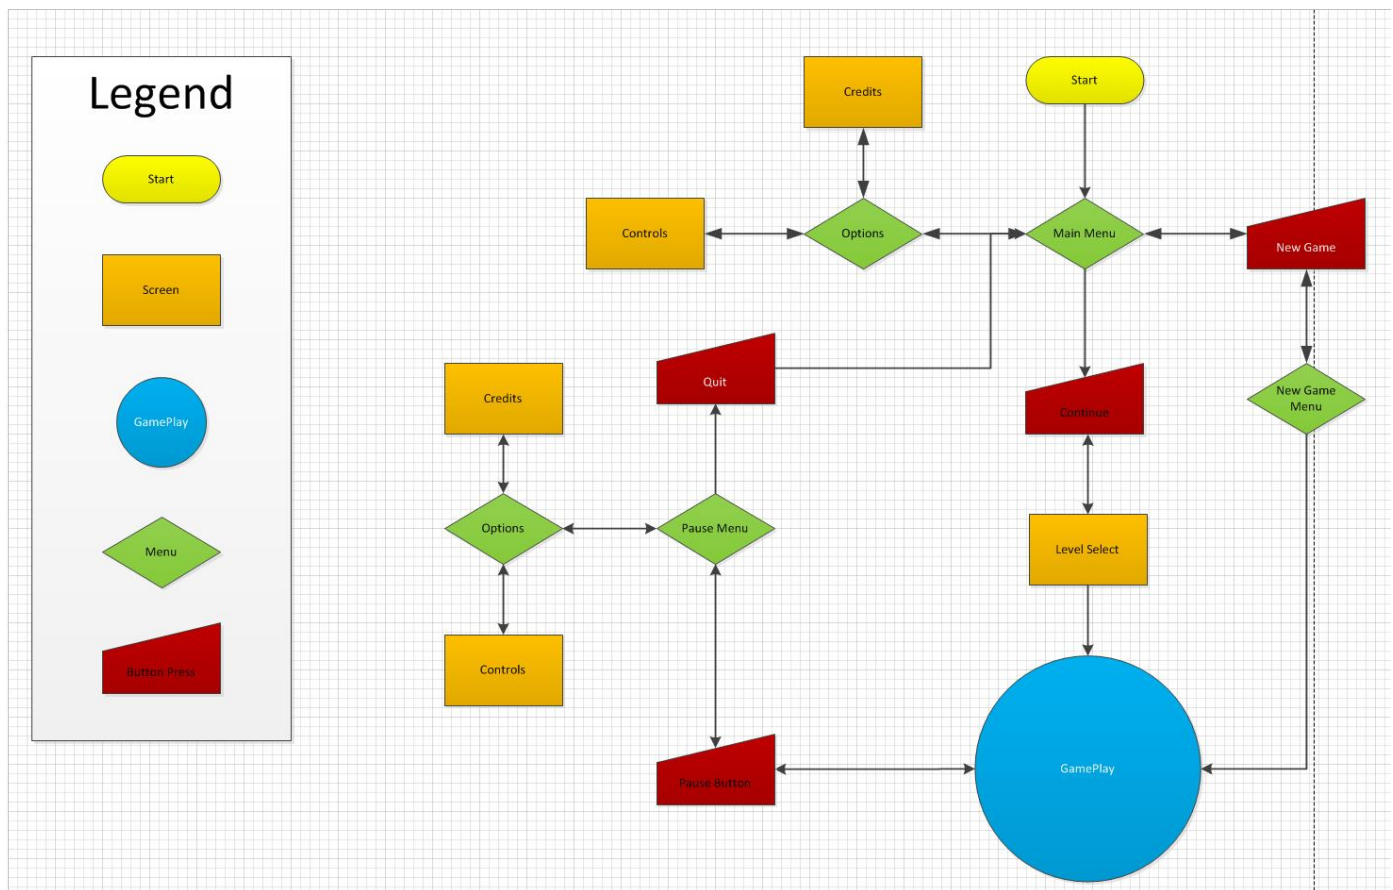 Legend
Start
Screen
GamePlay
Menu
Button Press
Credits
Start
Controls
Options
Main Menu
New Game
Quit
Credits
Continue
New Game
Menu
Options
Pause Menu
Level Select
Controls
Pause Button
GamePlay